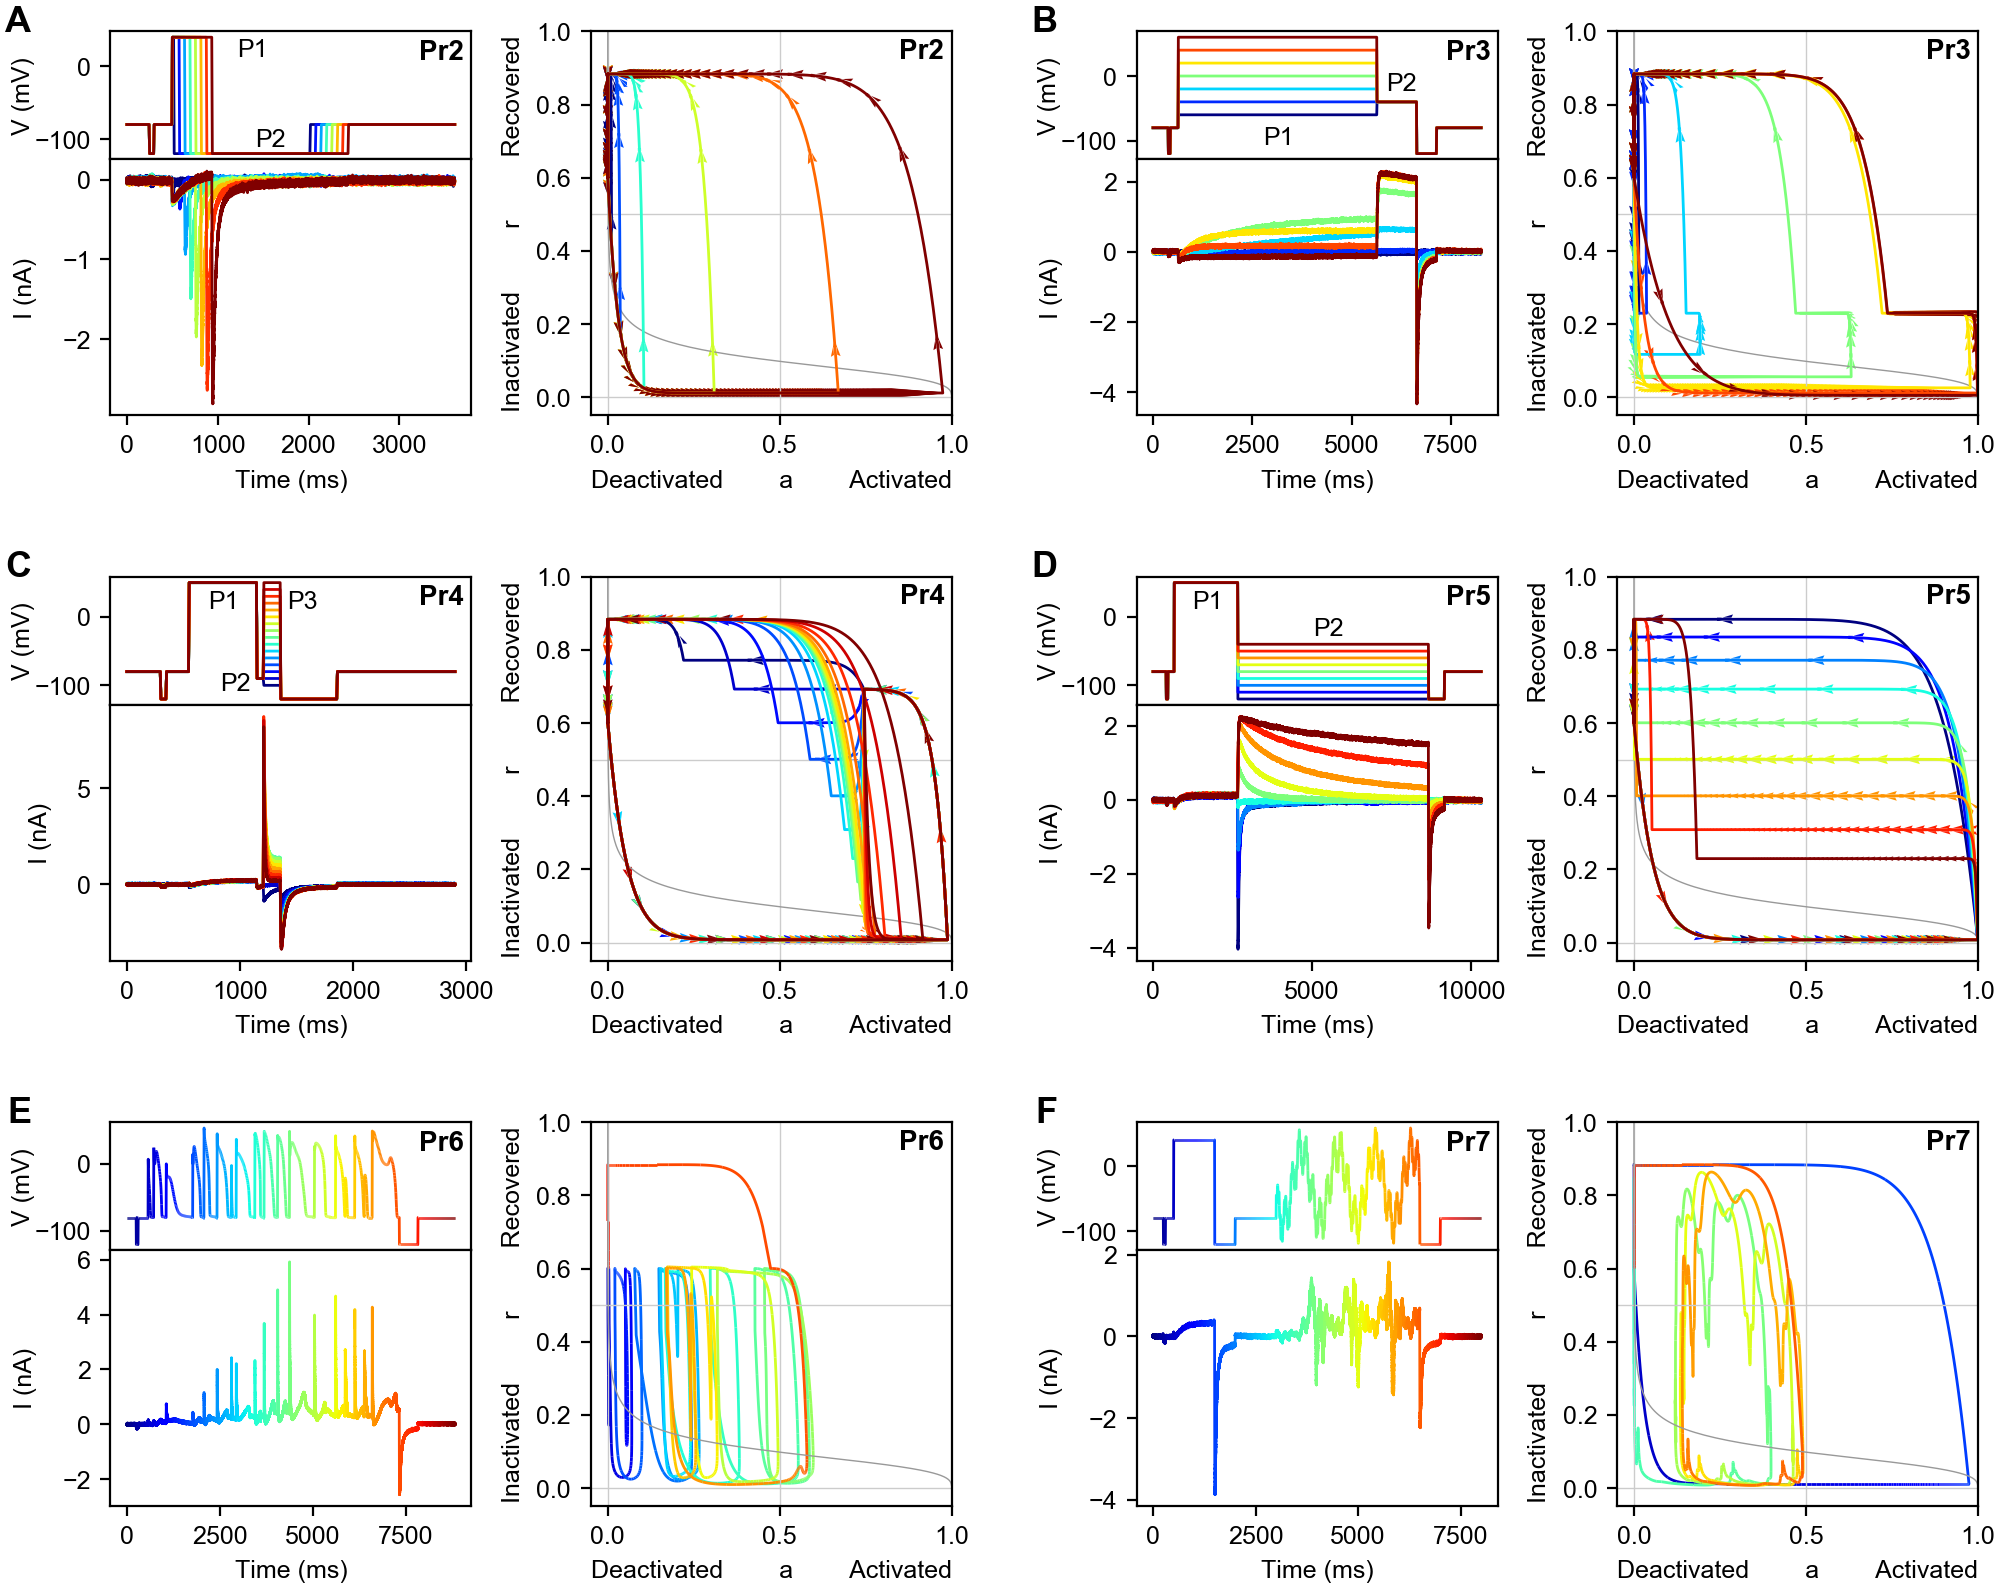 A
V (mV)
0
−100
P1
P2
Pr2
I (nA)
0
−1
−2
0 1000 2000 3000
Time (ms)
Pr2
Inactivated r Recovered
1.0
0.8
0.6
0.4
0.2
0.0
0.0 0.5 1.0
Deactivated a Activated
B
V (mV)
0
−100
P1
P2
Pr3
I (nA)
2
0
−2
−4
0 2500 5000 7500
Time (ms)
Pr3
Inactivated r Recovered
1.0
0.8
0.6
0.4
0.2
0.0
0.0 0.5 1.0
Deactivated a Activated
C
V (mV)
0
−100
P1
P2
P3
Pr4
I (nA)
5
0
0 1000 2000 3000
Time (ms)
Pr4
Inactivated r Recovered
1.0
0.8
0.6
0.4
0.2
0.0
0.0 0.5 1.0
Deactivated a Activated
D
V (mV)
0
−100
P1
P2
Pr5
I (nA)
2
0
−2
−4
0 5000 10000
Time (ms)
Pr5
Inactivated r Recovered
1.0
0.8
0.6
0.4
0.2
0.0
0.0 0.5 1.0
Deactivated a Activated
E
V (mV)
0
−100
Pr6
I (nA)
6
4
2
0
−2
0 2500 5000 7500
Time (ms)
Pr6
Inactivated r Recovered
1.0
0.8
0.6
0.4
0.2
0.0
0.0 0.5 1.0
Deactivated a Activated
F
V (mV)
0
−100
Pr7
I (nA)
2
0
−2
−4
0 2500 5000 7500
Time (ms)
Pr7
Inactivated r Recovered
1.0
0.8
0.6
0.4
0.2
0.0
0.0 0.5 1.0
Deactivated a Activated